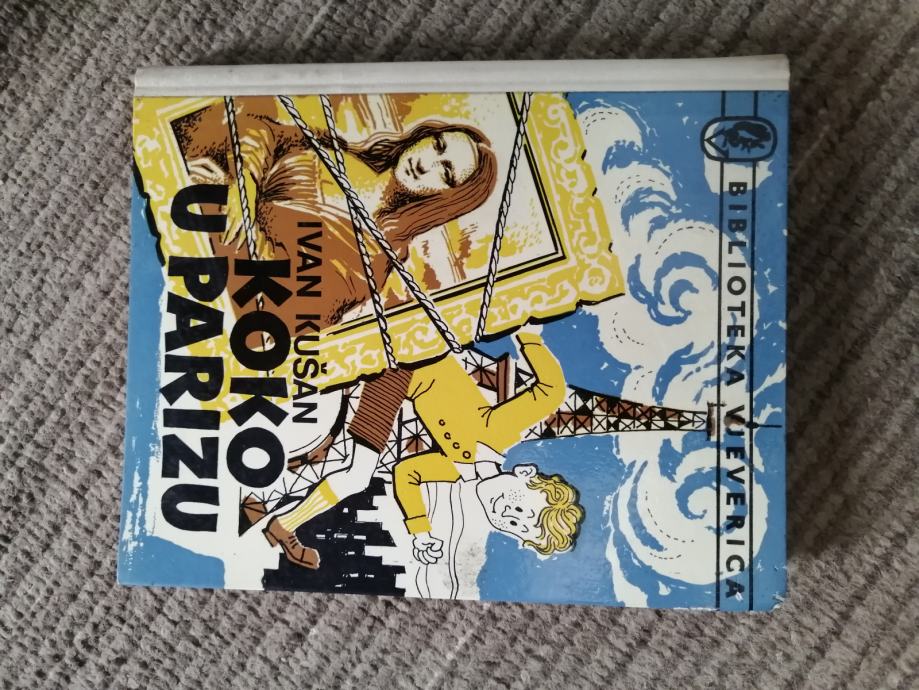 BIBLIOTEKA VJEVERICA
IVAN KUŠAN
KOKO
U PARIZU